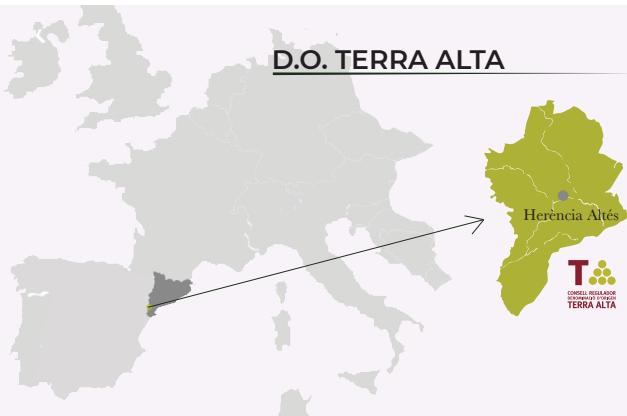 D.O. TERRA ALTA
Herència Altés
T
CONSELL REGULADOR
DENOMINACIÓ D'ORIGEN
TERRA ALTA